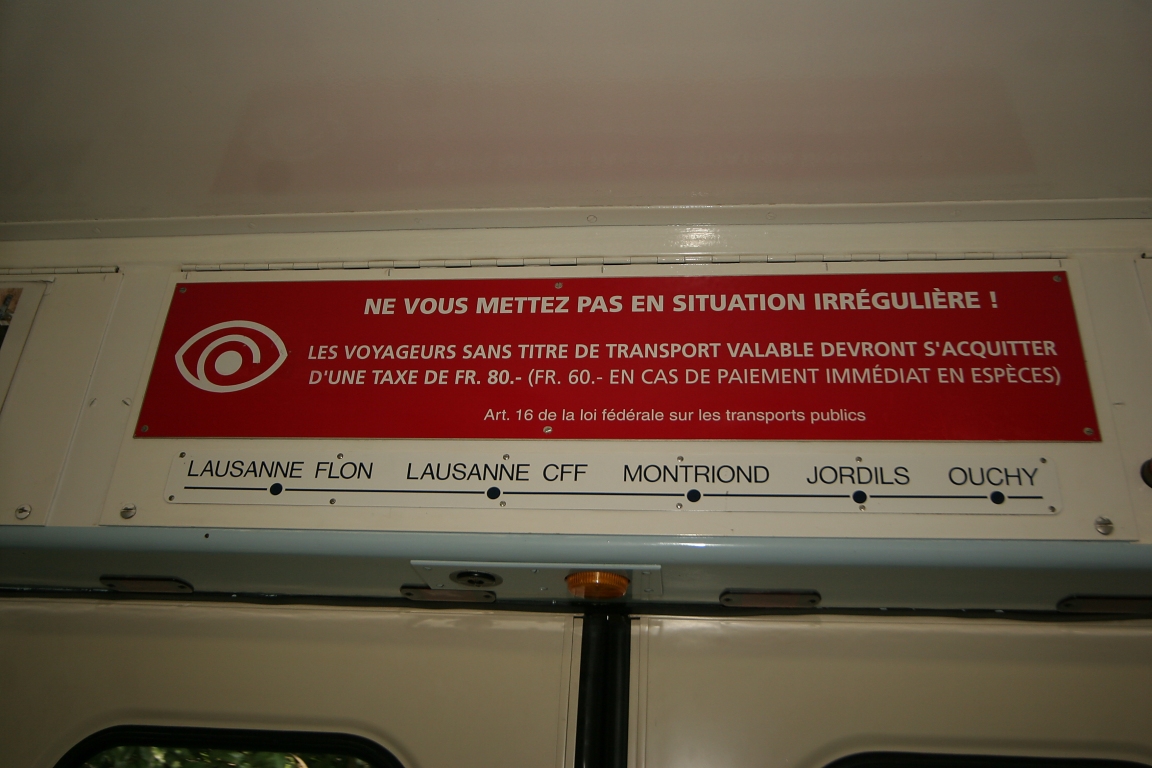 NE VOUS METTEZ PAS EN SITUATION IRRÉGULIÈRE !
LES VOYAGEURS SANS TITRE DE TRANSPORT VALABLE DEVRONT S'ACQUITTER
D'UNE TAXE DE FR. 80.- (FR. 60.- EN CAS DE PAIEMENT IMMÉDIAT EN ESPÈCES)
Art. 16 de la loi fédérale sur les transports publics
LAUSANNE FLON LAUSANNE CFF MONTRIOND JORDILS OUCHY